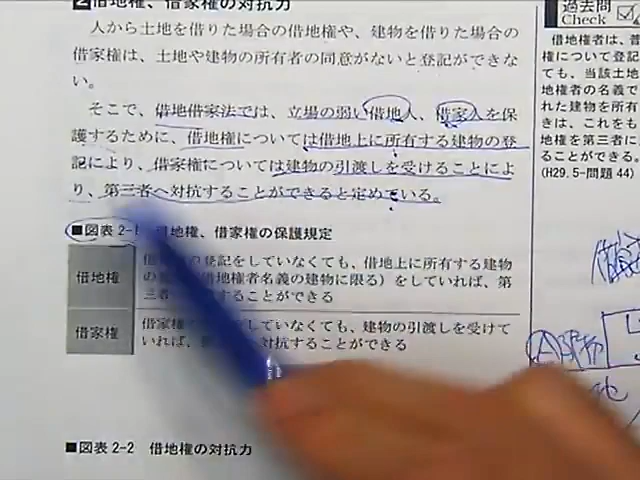 2 借地権、借家権の対抗力
人から土地を借りた場合の借地権や、建物を借りた場合の
借家権は、土地や建物の所有者の同意がないと登記ができな
い。
そこで、借地借家法では、立場の弱い借地人、借家人を保
護するために、借地権については借地上に所有する建物の登
記により、借家権については建物の引渡しを受けることによ
り、第三者へ対抗することができると定めている。
■図表2-1 借地権、借家権の保護規定
借地権
の登記をしていなくても、借地上に所有する建物
借地権者名義の建物に限る）をしていれば、第
三者 することができる
借家権
借家権 していなくても、建物の引渡しを受けて
いれば、 対抗することができる
■図表2-2 借地権の対抗力
過去問
Check
借地権者は、
権について登記
ても、当該土地
地権者の名義で
れた建物を所有
きは、これをも
地権を第三者に
ることができる。
(H29.5-問題44)